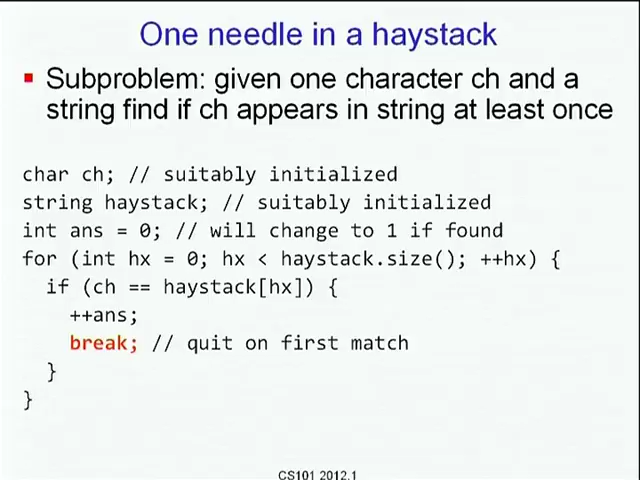 One needle in a haystack
Subproblem: given one character ch and a
string find if ch appears in string at least once
char ch; // suitably initialized
string haystack; // suitably initialized
int ans = 0; // will change to 1 if found
for (int hx = 0; hx < haystack.size(); ++hx) {
if (ch == haystack[hx]) {
++ans;
break; // quit on first match
}
}
CS101 2012.1